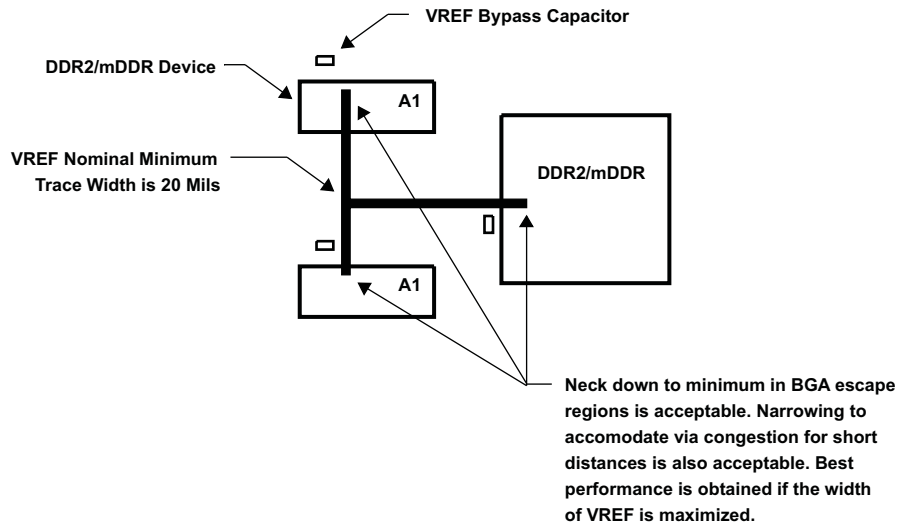 VREF Bypass Capacitor
DDR2/mDDR Device
A1
VREF Nominal Minimum
Trace Width is 20 Mils
DDR2/mDDR
A1
Neck down to minimum in BGA escape
regions is acceptable. Narrowing to
accomodate via congestion for short
distances is also acceptable. Best
performance is obtained if the width
of VREF is maximized.